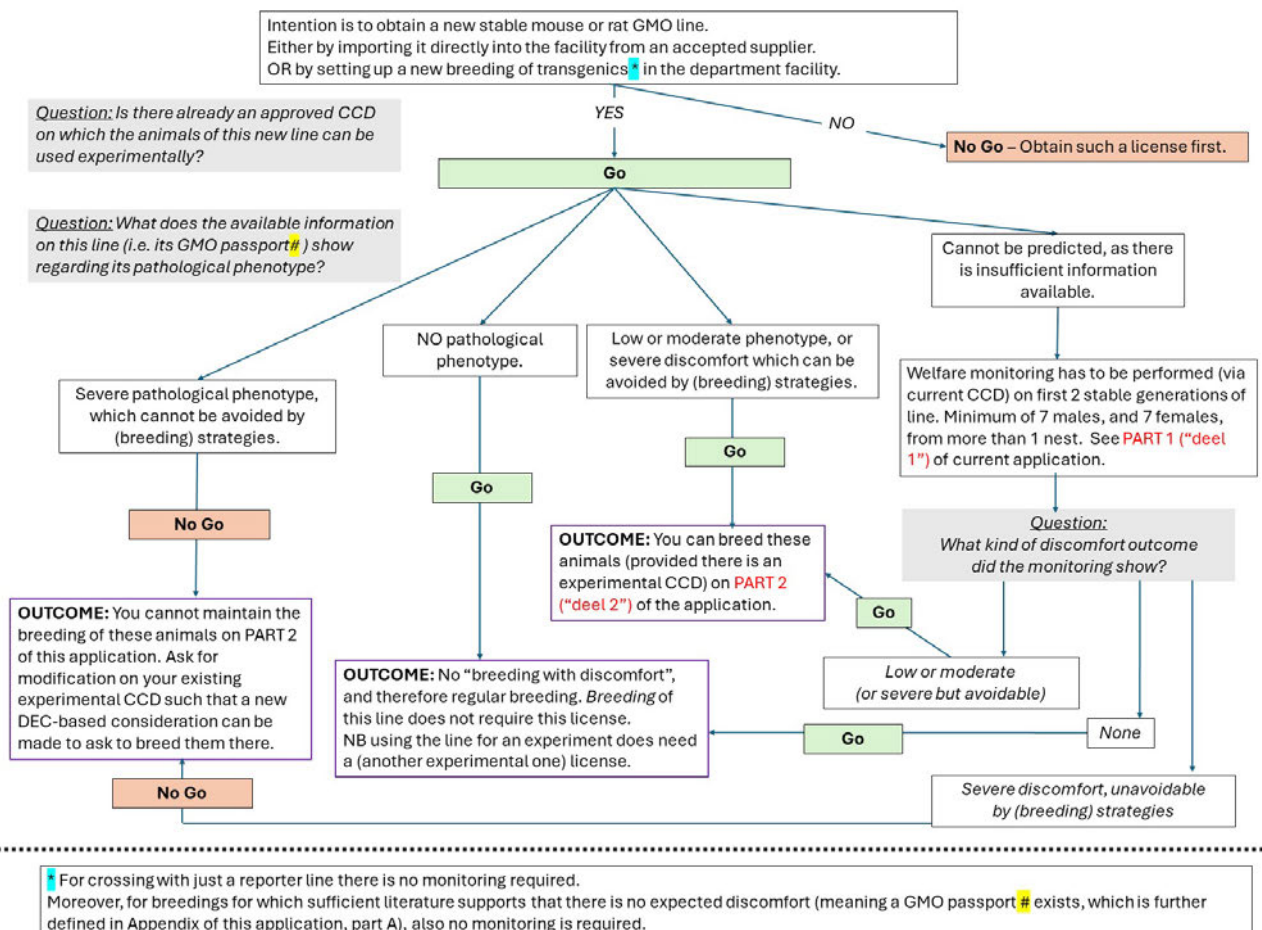 Intention is to obtain a new stable mouse or rat GMO line.
Either by importing it directly into the facility from an accepted supplier.
OR by setting up a new breeding of transgenics* in the department facility.
Question: Is there already an approved CCD
on which the animals of this new line can be
used experimentally?
YES
NO
No Go – Obtain such a license first.
Go
Question: What does the available information
on this line (i.e. its GMO passport# ) show
regarding its pathological phenotype?
Cannot be predicted, as there
is insufficient information
available.
NO pathological
phenotype.
Low or moderate phenotype, or
severe discomfort which can be
avoided by (breeding) strategies.
Severe pathological phenotype,
which cannot be avoided by
(breeding) strategies.
Welfare monitoring has to be performed (via
current CCD) on first 2 stable generations of
line. Minimum of 7 males, and 7 females,
from more than 1 nest.  See PART 1 (“deel
1”) of current application.
Go
Go
No Go
Question:
What kind of discomfort outcome
did the monitoring show?
OUTCOME: You can breed these
animals (provided there is an
experimental CCD) on PART 2
(“deel 2”) of the application.
Go
OUTCOME: You cannot maintain the
breeding of these animals on PART 2
of this application. Ask for
modification on your existing
experimental CCD such that a new
DEC-based consideration can be
made to ask to breed them there.
OUTCOME: No “breeding with discomfort”,
and therefore regular breeding. Breeding of
this line does not require this license.
NB using the line for an experiment does need
a (another experimental one) license.
Low or moderate
(or severe but avoidable)
Go
None
No Go
Severe discomfort, unavoidable
by (breeding) strategies
* For crossing with just a reporter line there is no monitoring required.
Moreover, for breedings for which sufficient literature supports that there is no expected discomfort (meaning a GMO passport # exists, which is further
defined in Appendix of this application, part A), also no monitoring is required.